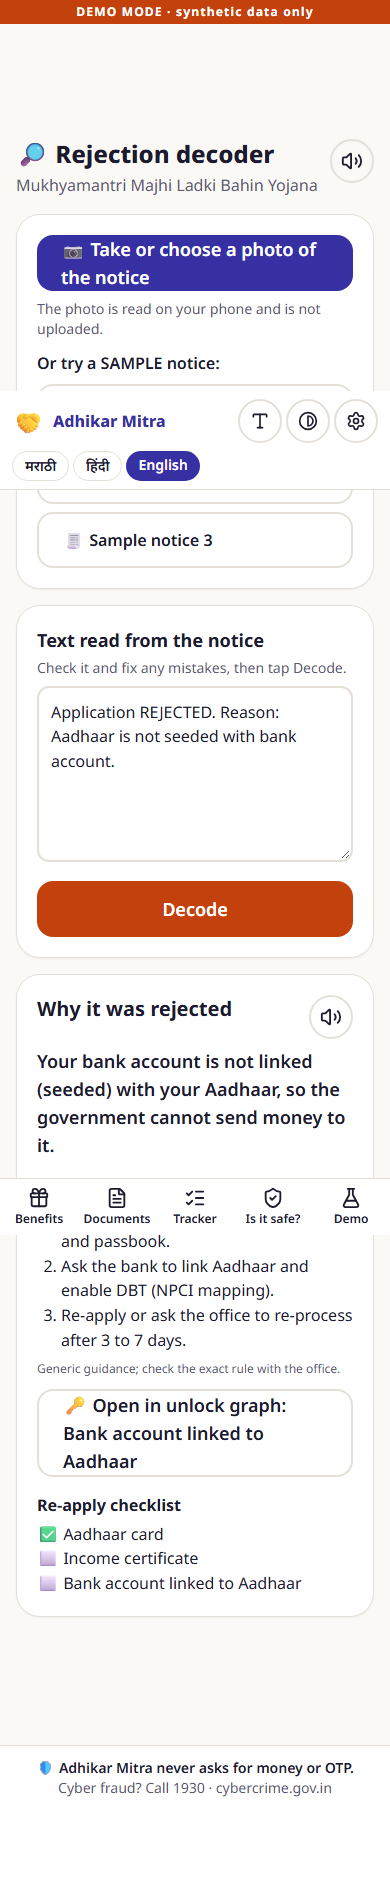 DEMO MODE · synthetic data only
Rejection decoder
Mukhyamantri Majhi Ladki Bahin Yojana
Take or choose a photo of
the notice
The photo is read on your phone and is not
uploaded.
Or try a SAMPLE notice:
Adhikar Mitra
मराठी
हिंदी
English
Sample notice 3
Text read from the notice
Check it and fix any mistakes, then tap Decode.
Application REJECTED. Reason:
Aadhaar is not seeded with bank
account.
Decode
Why it was rejected
Your bank account is not linked
(seeded) with your Aadhaar, so the
government cannot send money to
it.
Benefits
Documents
Tracker
Is it safe?
Demo
and passbook.
2. Ask the bank to link Aadhaar and
enable DBT (NPCI mapping).
3. Re-apply or ask the office to re-process
after 3 to 7 days.
Generic guidance; check the exact rule with the office.
Open in unlock graph:
Bank account linked to
Aadhaar
Re-apply checklist
Aadhaar card
Income certificate
Bank account linked to Aadhaar
Adhikar Mitra never asks for money or OTP.
Cyber fraud? Call 1930 · cybercrime.gov.in